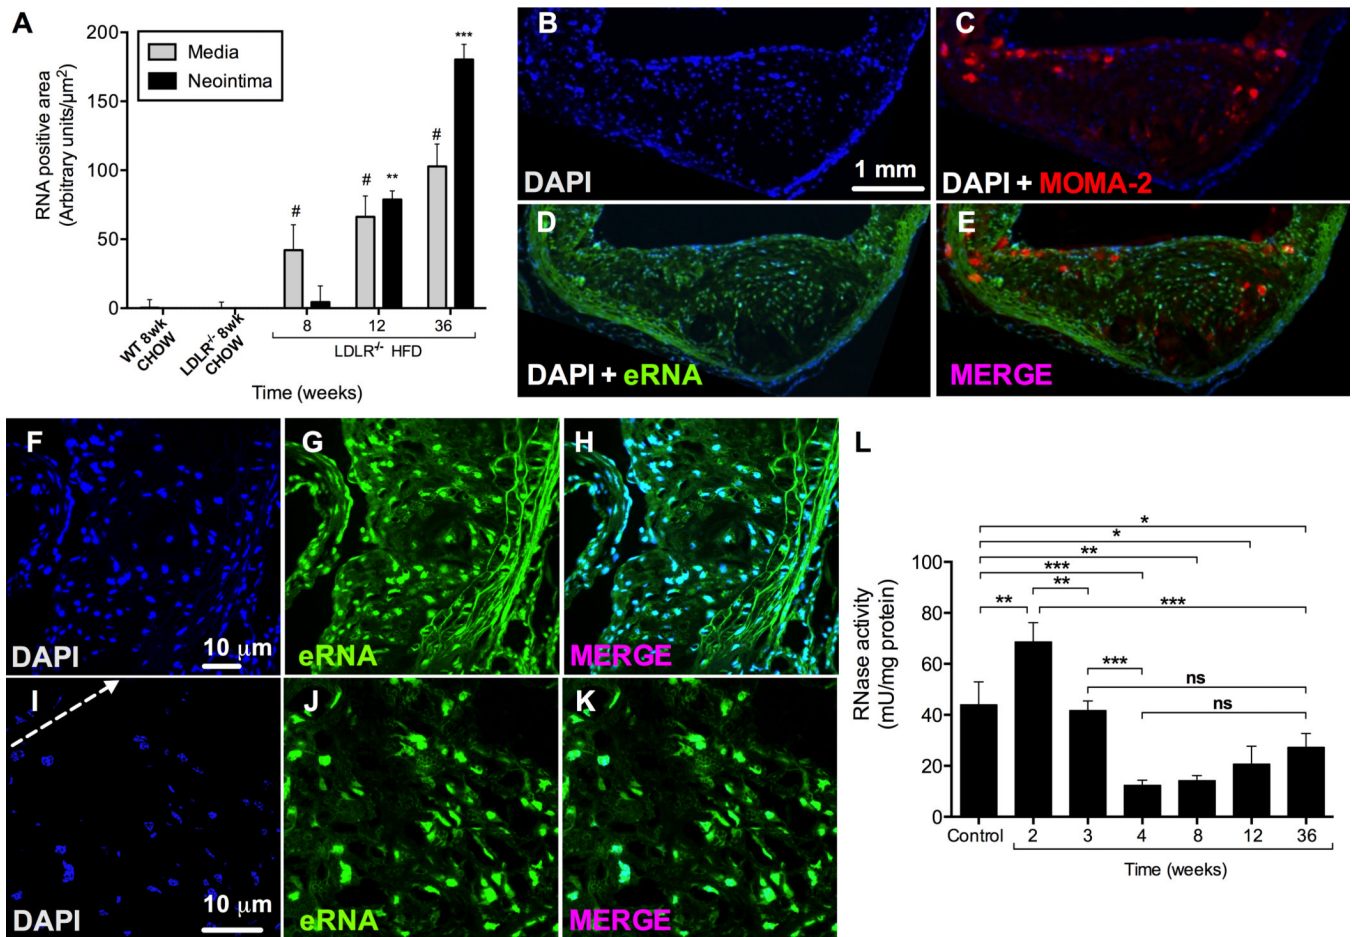 A
RNA positive area
(Arbitrary units/µm2)
200
150
100
50
0
Media
Neointima
#
#
**
#
***
WT 8wk
CHOW
LDLR-/- 8wk
CHOW
8
12
36
LDLR-/- HFD
Time (weeks)
B
DAPI
1 mm
C
DAPI + MOMA-2
D
DAPI + eRNA
E
MERGE
F
DAPI
10 µm
G
eRNA
H
MERGE
I
DAPI
10 µm
J
eRNA
K
MERGE
L
RNase activity
(mU/mg protein)
100
80
60
40
20
0
*
*
**
***
**
**
***
***
ns
ns
Control
2
3
4
8
12
36
Time (weeks)